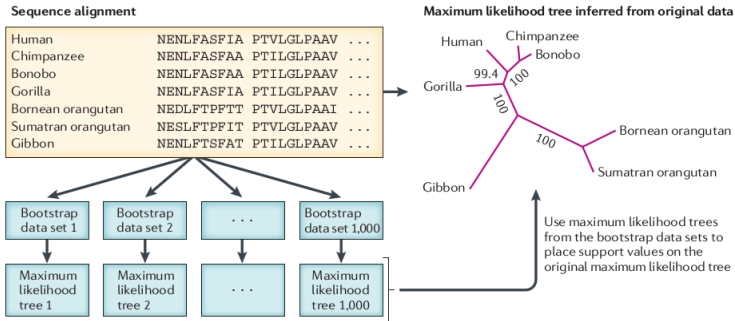 Sequence alignment
Human NENLFASFIA PTVLGLPAAV ...
Chimpanzee NENLFASFAA PTILGLPAAV ...
Bonobo NENLFASFAA PTILGLPAAV ...
Gorilla NENLFASFIA PTILGLPAAV ...
Bornean orangutan NEDLFTPFTT PTVLGLPAAI ...
Sumatran orangutan NESLFTPFIT PTVLGLPAAV ...
Gibbon NENLFTSFAT PTILGLPAAV ...
Bootstrap
data set 1
Bootstrap
data set 2
...
Bootstrap
data set 1,000
Maximum
likelihood
tree 1
Maximum
likelihood
tree 2
...
Maximum
likelihood
tree 1,000
Maximum likelihood tree inferred from original data
Human
Chimpanzee
Bonobo
Gorilla
99.4
100
100
100
Bornean orangutan
Sumatran orangutan
Gibbon
Use maximum likelihood trees
from the bootstrap data sets to
place support values on the
original maximum likelihood tree